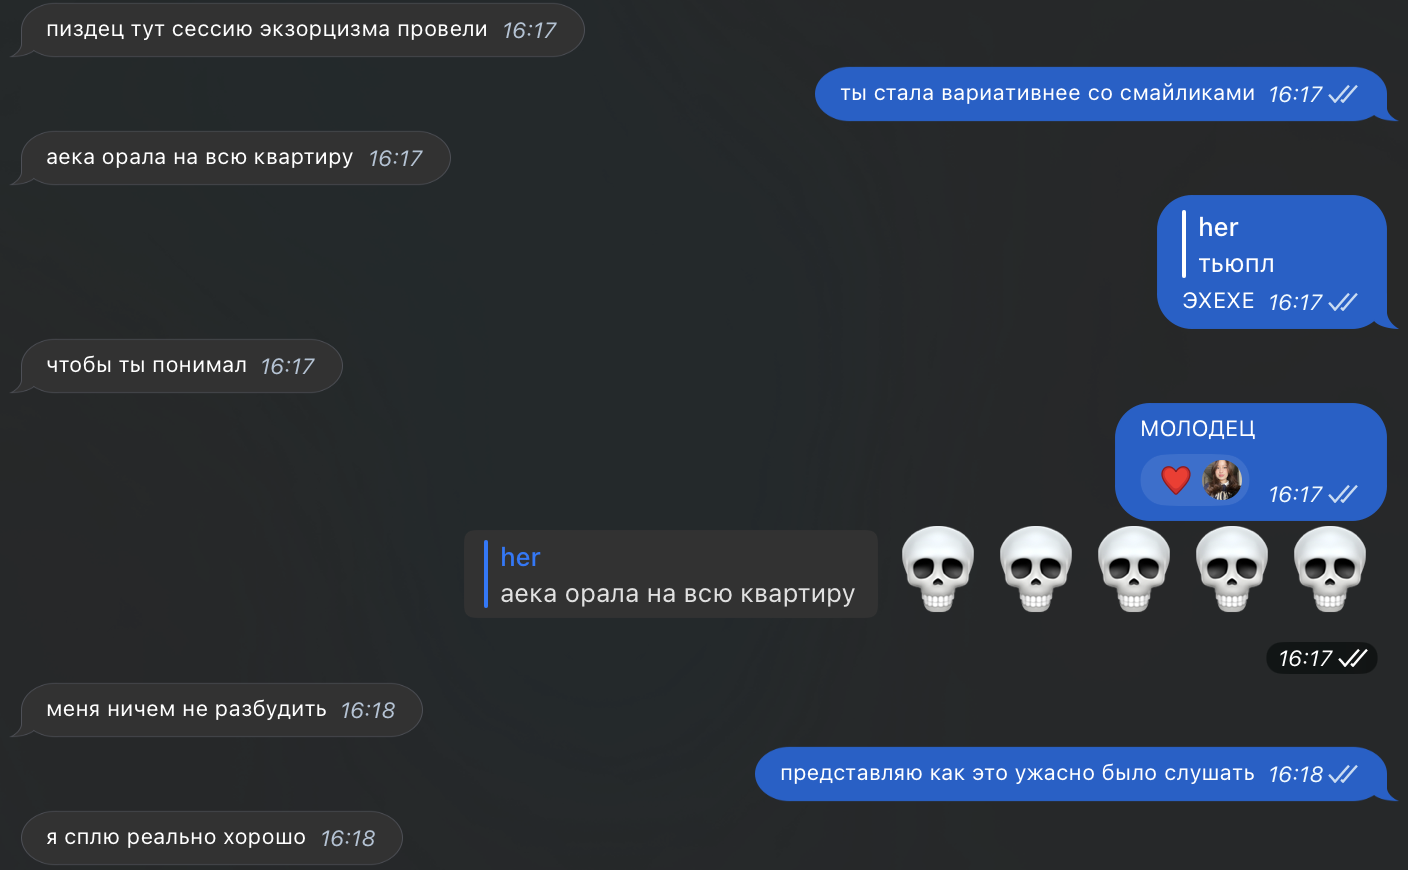 пиздец тут сессию экзорцизма провели 16:17
ты стала вариативнее со смайликами 16:17
аека орала на всю квартиру 16:17
her
тьюпл
ЭХЕХЕ 16:17
чтобы ты понимал 16:17
МОЛОДЕЦ
16:17
her
аека орала на всю квартиру
16:17
меня ничем не разбудить 16:18
представляю как это ужасно было слушать 16:18
я сплю реально хорошо 16:18